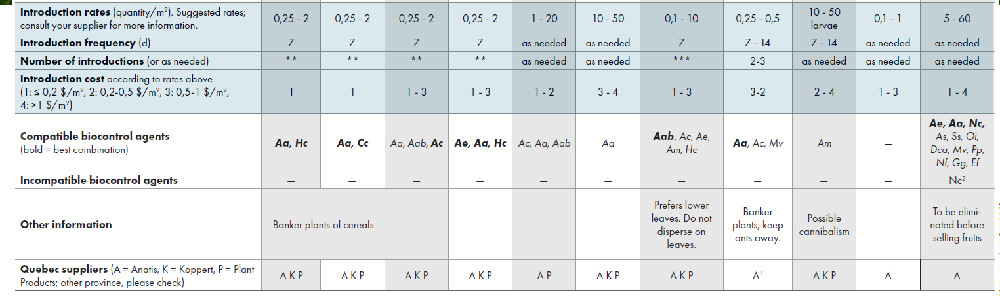 Introduction rates (quantity/m²). Suggested rates; consult your supplier for more information. 0,25 - 2 0,25 - 2 0,25 - 2 0,25 - 2 1 - 20 10 - 50 0,1 - 10 0,25 - 0,5 10 - 50 larvae 0,1 - 1 5 - 60
Introduction frequency (d) 7 7 7 7 as needed as needed 7 7 - 14 7 - 14 as needed as needed
Number of introductions (or as needed) ** ** ** ** as needed as needed *** 2-3 as needed as needed as needed
Introduction cost according to rates above (1: ≤ 0,2 $/m², 2: 0,2-0,5 $/m², 3: 0,5-1 $/m², 4: >1 $/m²) 1 1 1 - 3 1 - 3 1 - 2 3 - 4 1 - 3 3-2 2 - 4 1 - 3 1 - 4
Compatible biocontrol agents (bold = best combination) Aa, Hc Aa, Cc Aa, Aab, Ac Ae, Aa, Hc Ac, Aa, Aab Aa Aab, Ac, Ae, Am, Hc Aa, Ac, Mv Am — Ae, Aa, Nc, As, Ss, Oi, Dca, Mv, Pp, Nf, Gg, Ef
Incompatible biocontrol agents — — — — — — — — — — Nc²
Other information Banker plants of cereals — — — — Prefers lower leaves. Do not disperse on leaves. Banker plants; keep ants away. Possible cannibalism — To be elimi- nated before selling fruits
Quebec suppliers (A = Anatis, K = Koppert, P = Plant Products; other province, please check) A K P A K P A K P A K P A P A K P A K P A³ A K P A A